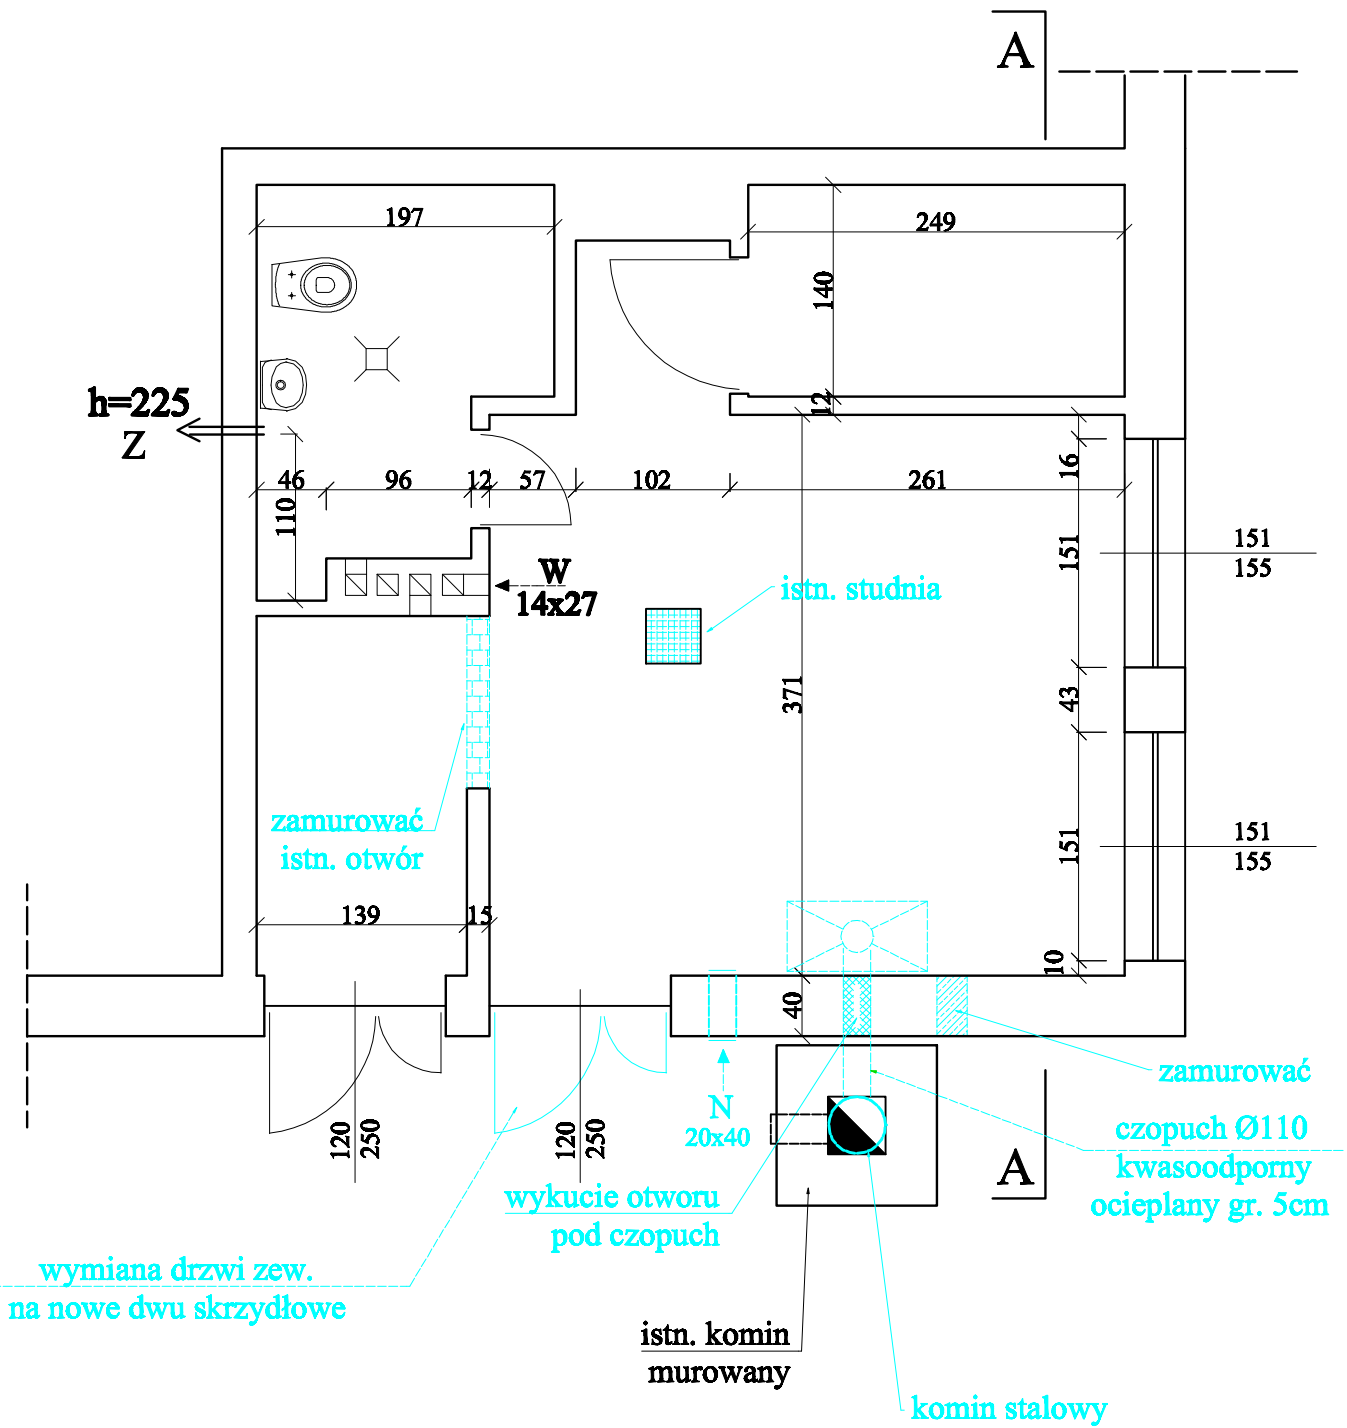 A
197
249
140
12
h=225
Z
46
96
12
57
102
261
110
16
151
151
155
W
14x27
istn. studnia
371
43
zamurować
istn. otwór
151
151
155
139
15
10
40
zamurować
N
20x40
120
250
120
250
czopuch Ø110
kwasoodporny
ocieplany gr. 5cm
A
wykucie otworu
pod czopuch
wymiana drzwi zew.
na nowe dwu skrzydłowe
istn. komin
murowany
komin stalowy